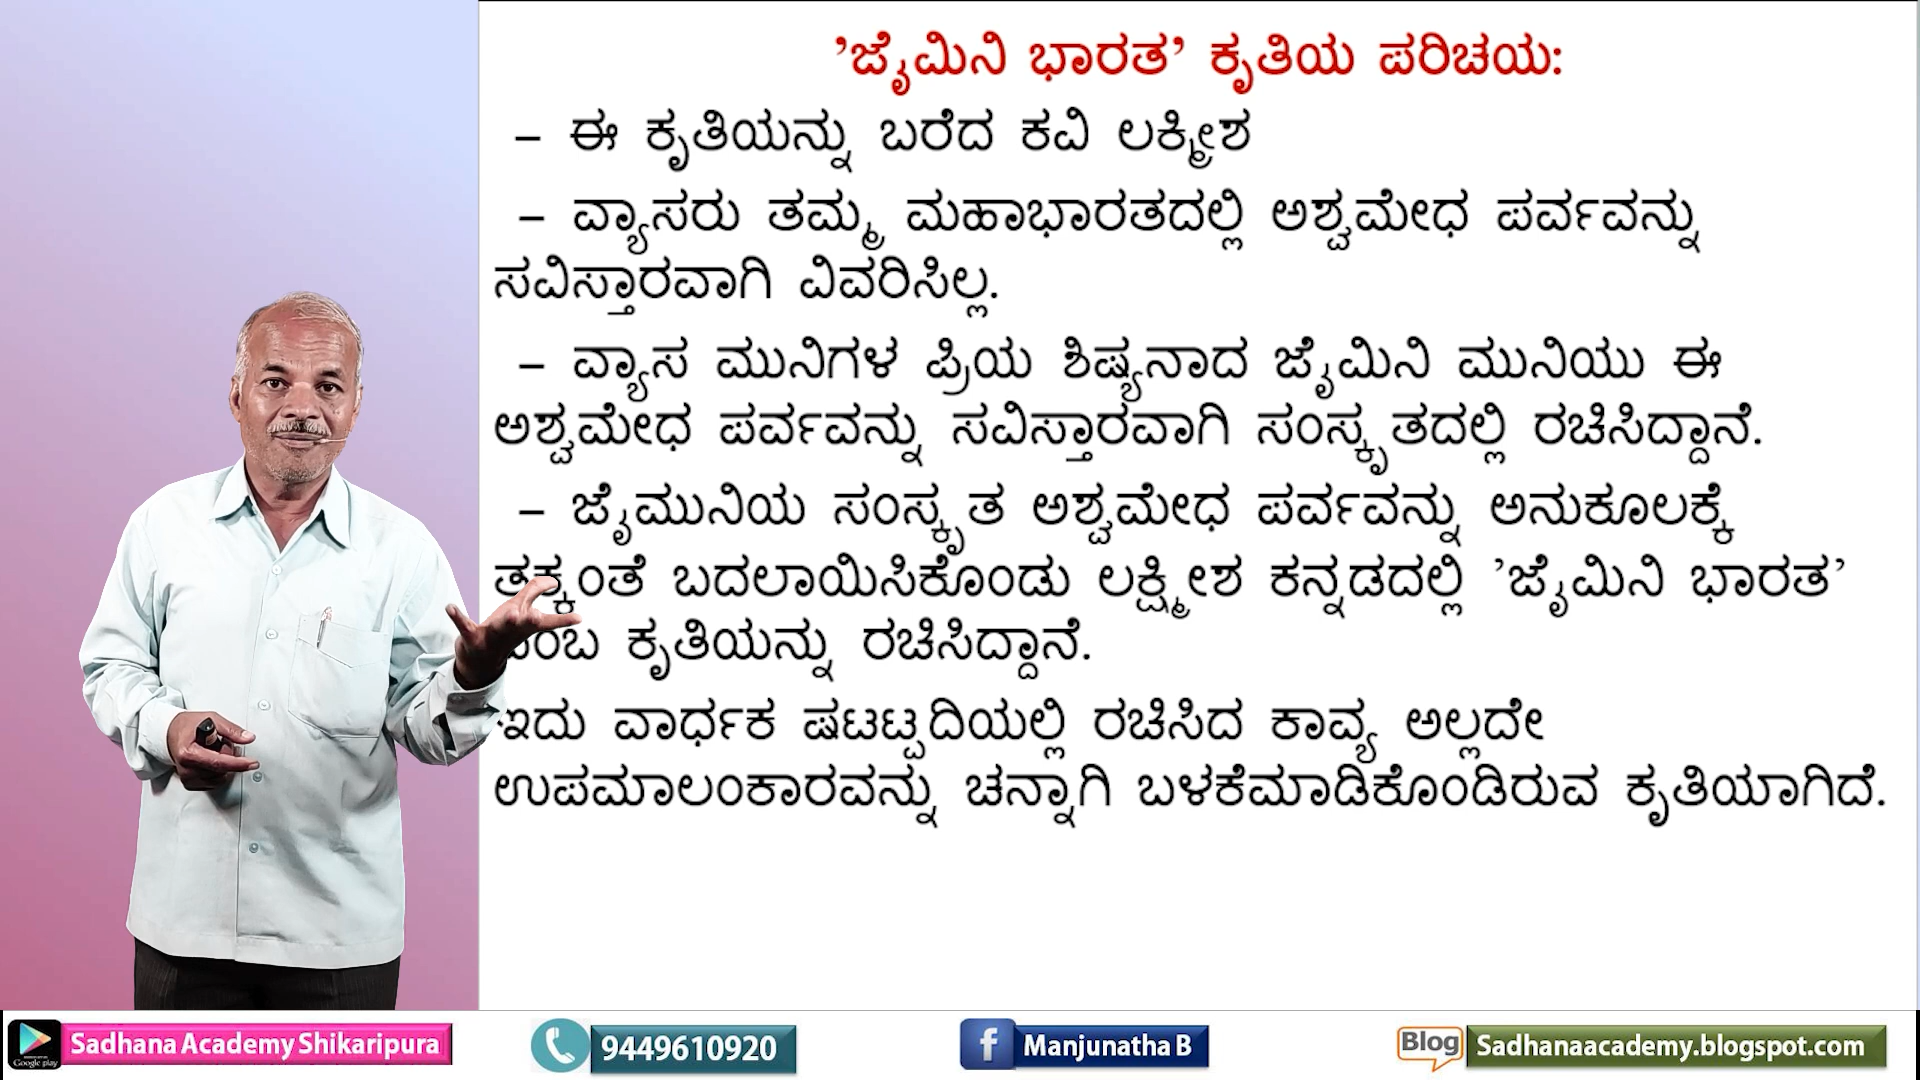 ’ಜೈಮಿನಿ ಭಾರತ’ ಕೃತಿಯ ಪರಿಚಯ:
– ಈ ಕೃತಿಯನ್ನು ಬರೆದ ಕವಿ ಲಕ್ಮೀಶ
– ವ್ಯಾಸರು ತಮ್ಮ ಮಹಾಭಾರತದಲ್ಲಿ ಅಶ್ವಮೇಧ ಪರ್ವವನ್ನು
ಸವಿಸ್ತಾರವಾಗಿ ವಿವರಿಸಿಲ್ಲ.
– ವ್ಯಾಸ ಮುನಿಗಳ ಪ್ರಿಯ ಶಿಷ್ಯನಾದ ಜೈಮಿನಿ ಮುನಿಯು ಈ
ಅಶ್ವಮೇಧ ಪರ್ವವನ್ನು ಸವಿಸ್ತಾರವಾಗಿ ಸಂಸ್ಕೃತದಲ್ಲಿ ರಚಿಸಿದ್ದಾನೆ.
– ಜೈಮುನಿಯ ಸಂಸ್ಕೃತ ಅಶ್ವಮೇಧ ಪರ್ವವನ್ನು ಅನುಕೂಲಕ್ಕೆ
ತಕ್ಕಂತೆ ಬದಲಾಯಿಸಿಕೊಂಡು ಲಕ್ಷ್ಮೀಶ ಕನ್ನಡದಲ್ಲಿ ’ಜೈಮಿನಿ ಭಾರತ’
ಕೃತಿಯನ್ನು ರಚಿಸಿದ್ದಾನೆ.
ಇದು ವಾರ್ಧಕ ಷಟಟ್ಪದಿಯಲ್ಲಿ ರಚಿಸಿದ ಕಾವ್ಯ ಅಲ್ಲದೇ
ಉಪಮಾಲಂಕಾರವನ್ನು ಚನ್ನಾಗಿ ಬಳಕೆಮಾಡಿಕೊಂಡಿರುವ ಕೃತಿಯಾಗಿದೆ.
Google play Sadhana Academy Shikaripura 9449610920 Manjunatha B Blog Sadhanaacademy.blogspot.com